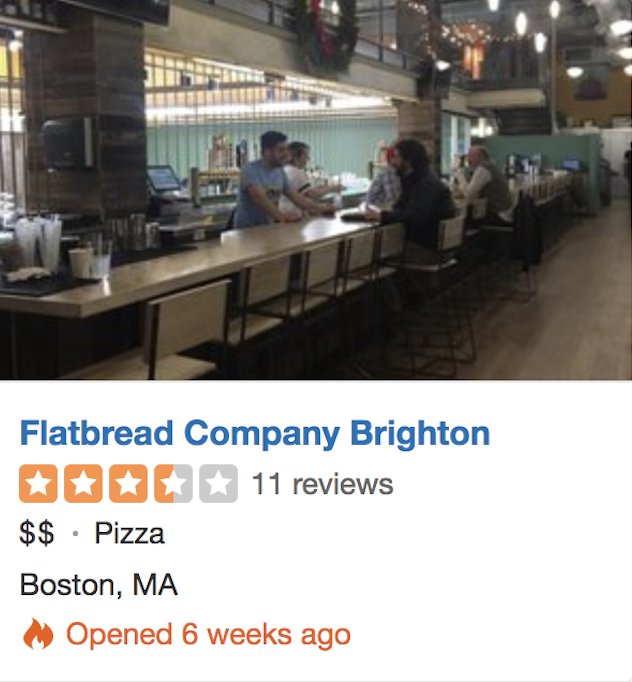 Flatbread Company Brighton
11 reviews
$$ · Pizza
Boston, MA
Opened 6 weeks ago